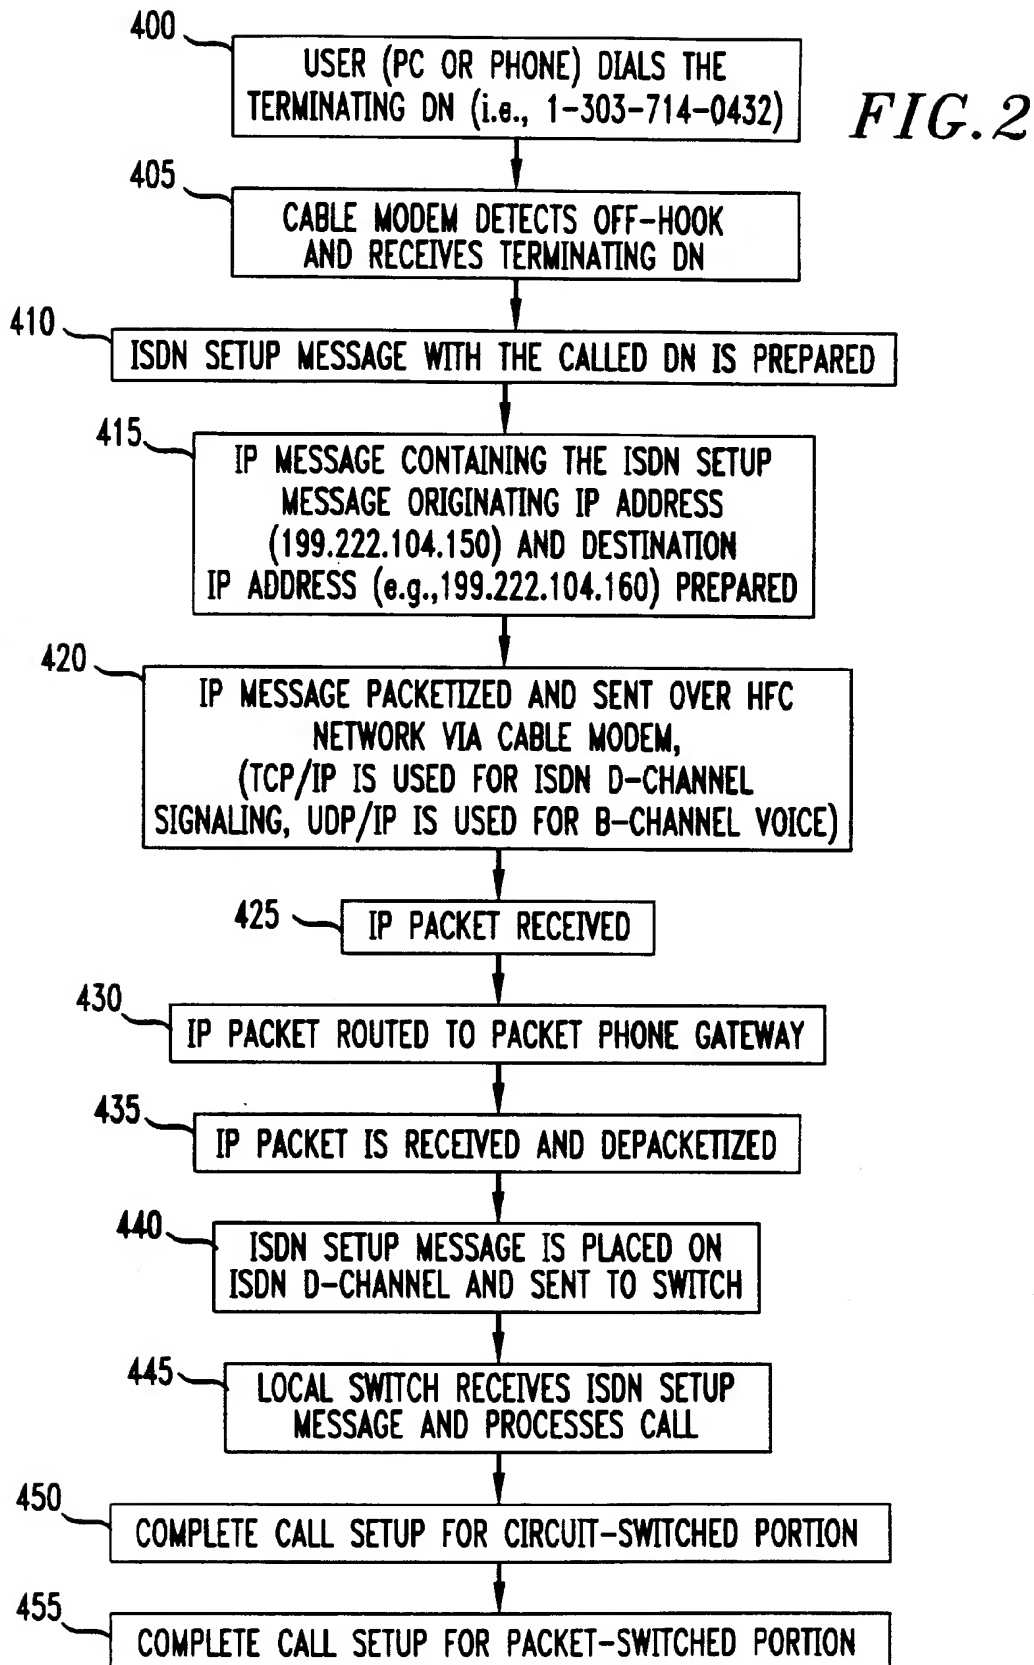 400
USER (PC OR PHONE) DIALS THE
TERMINATING DN (i.e., 1-303-714-0432)
FIG.2
405
CABLE MODEM DETECTS OFF-HOOK
AND RECEIVES TERMINATING DN
410
ISDN SETUP MESSAGE WITH THE CALLED DN IS PREPARED
415
IP MESSAGE CONTAINING THE ISDN SETUP
MESSAGE ORIGINATING IP ADDRESS
(199.222.104.150) AND DESTINATION
IP ADDRESS (e.g.,199.222.104.160) PREPARED
420
IP MESSAGE PACKETIZED AND SENT OVER HFC
NETWORK VIA CABLE MODEM,
(TCP/IP IS USED FOR ISDN D-CHANNEL
SIGNALING, UDP/IP IS USED FOR B-CHANNEL VOICE)
425
IP PACKET RECEIVED
430
IP PACKET ROUTED TO PACKET PHONE GATEWAY
435
IP PACKET IS RECEIVED AND DEPACKETIZED
440
ISDN SETUP MESSAGE IS PLACED ON
ISDN D-CHANNEL AND SENT TO SWITCH
445
LOCAL SWITCH RECEIVES ISDN SETUP
MESSAGE AND PROCESSES CALL
450
COMPLETE CALL SETUP FOR CIRCUIT-SWITCHED PORTION
455
COMPLETE CALL SETUP FOR PACKET-SWITCHED PORTION